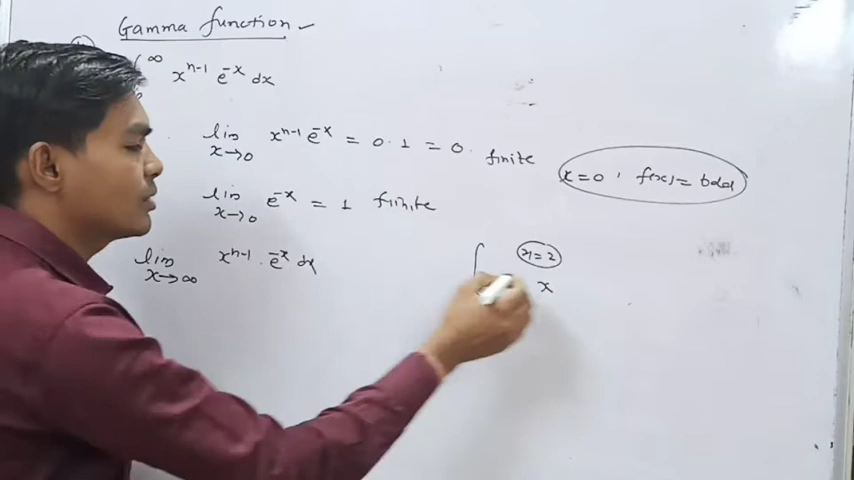 Gamma function
∫ ∞ xⁿ⁻¹ e⁻ˣ dx
lim x→0 xⁿ⁻¹ e⁻ˣ = 0·1 = 0. finite
x=0, f(x)= bdd
lim x→0 e⁻ˣ = 1 finite
lim x→∞ xⁿ⁻¹ · e⁻ˣ dx
∫ n=2
x